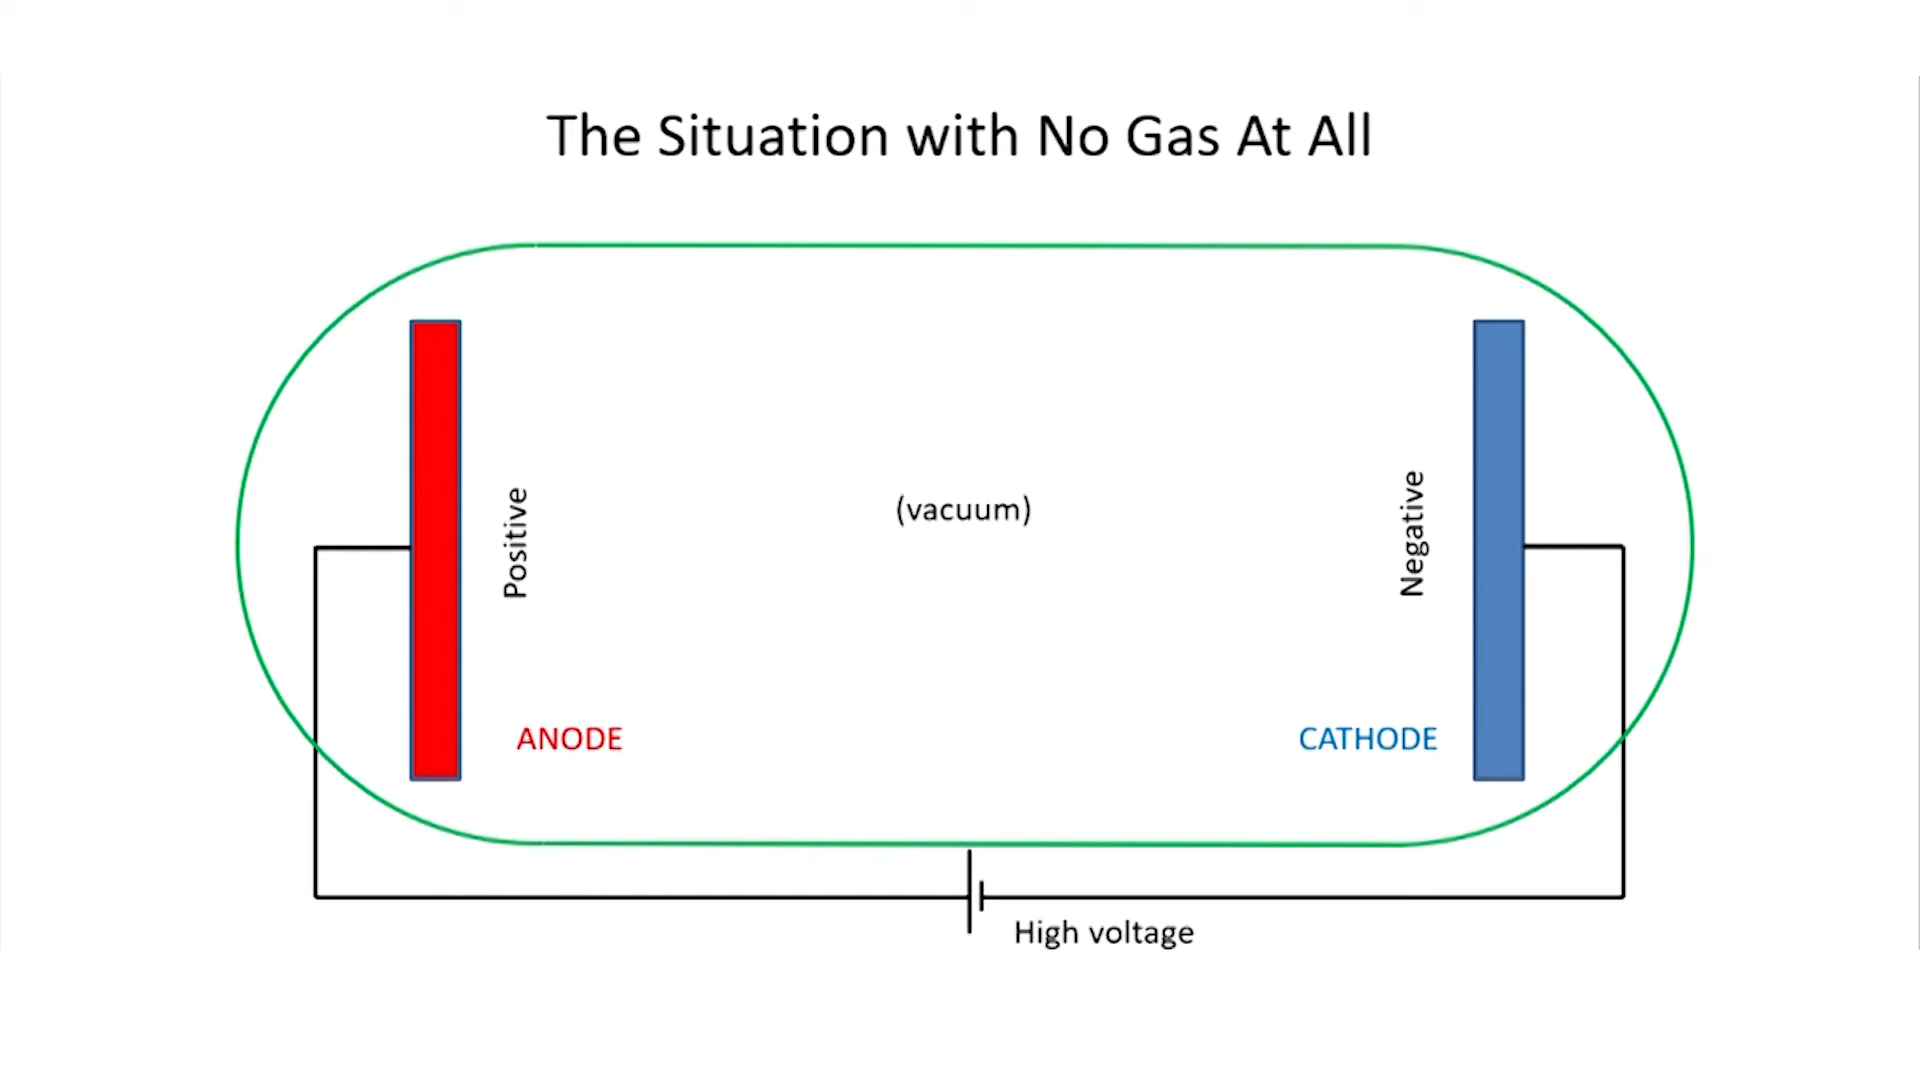 The Situation with No Gas At All
(vacuum)
Positive
Negative
ANODE
CATHODE
High voltage